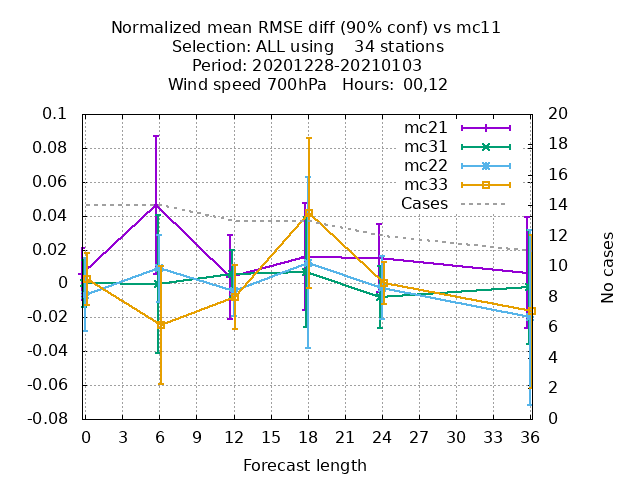 Normalized mean RMSE diff (90% conf) vs mc11
Selection: ALL using    34 stations
Period: 20201228-20210103
Wind speed 700hPa   Hours:  00,12
0.1
0.08
0.06
0.04
0.02
0
-0.02
-0.04
-0.06
-0.08
mc21
mc31
mc22
mc33
Cases
20
18
16
14
12
10
8
6
4
2
0
No cases
0 3 6 9 12 15 18 21 24 27 30 33 36
Forecast length